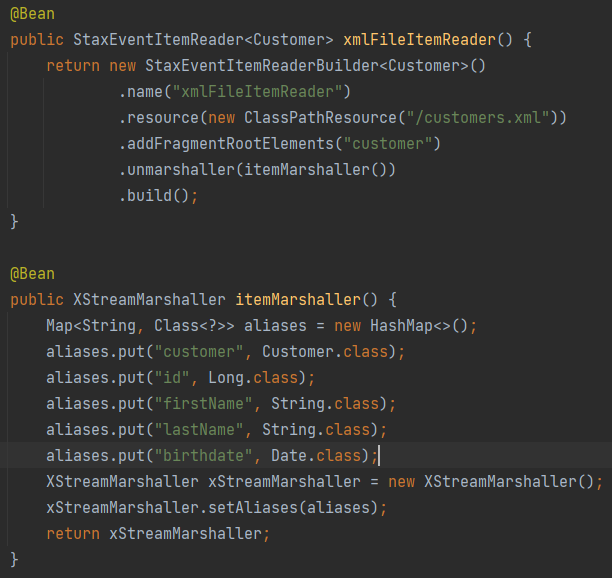 @Bean
public StaxEventItemReader<Customer> xmlFileItemReader() {
    return new StaxEventItemReaderBuilder<Customer>()
            .name("xmlFileItemReader")
            .resource(new ClassPathResource("/customers.xml"))
            .addFragmentRootElements("customer")
            .unmarshaller(itemMarshaller())
            .build();
}

@Bean
public XStreamMarshaller itemMarshaller() {
    Map<String, Class<?>> aliases = new HashMap<>();
    aliases.put("customer", Customer.class);
    aliases.put("id", Long.class);
    aliases.put("firstName", String.class);
    aliases.put("lastName", String.class);
    aliases.put("birthdate", Date.class);
    XStreamMarshaller xStreamMarshaller = new XStreamMarshaller();
    xStreamMarshaller.setAliases(aliases);
    return xStreamMarshaller;
}